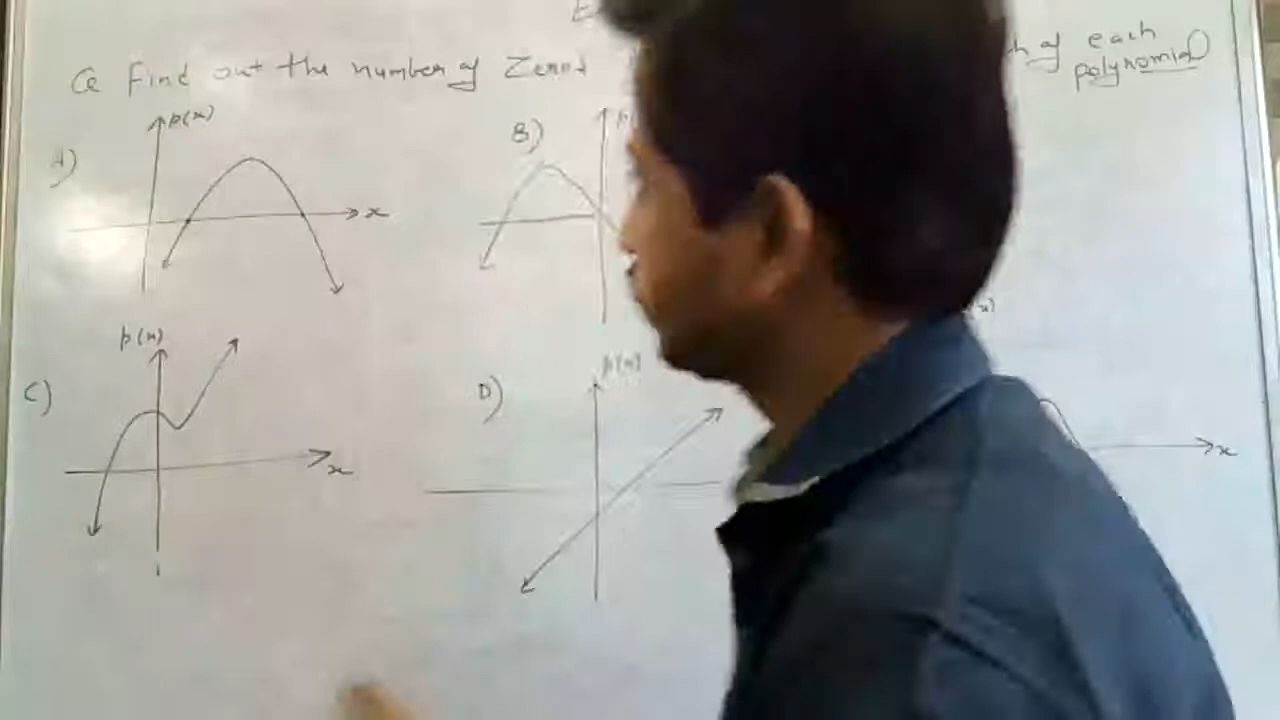 Q Find out the number of Zeros
of each
polynomial
p(x)
A)
x
B)
p(x)
C)
x
p(x)
D)
x